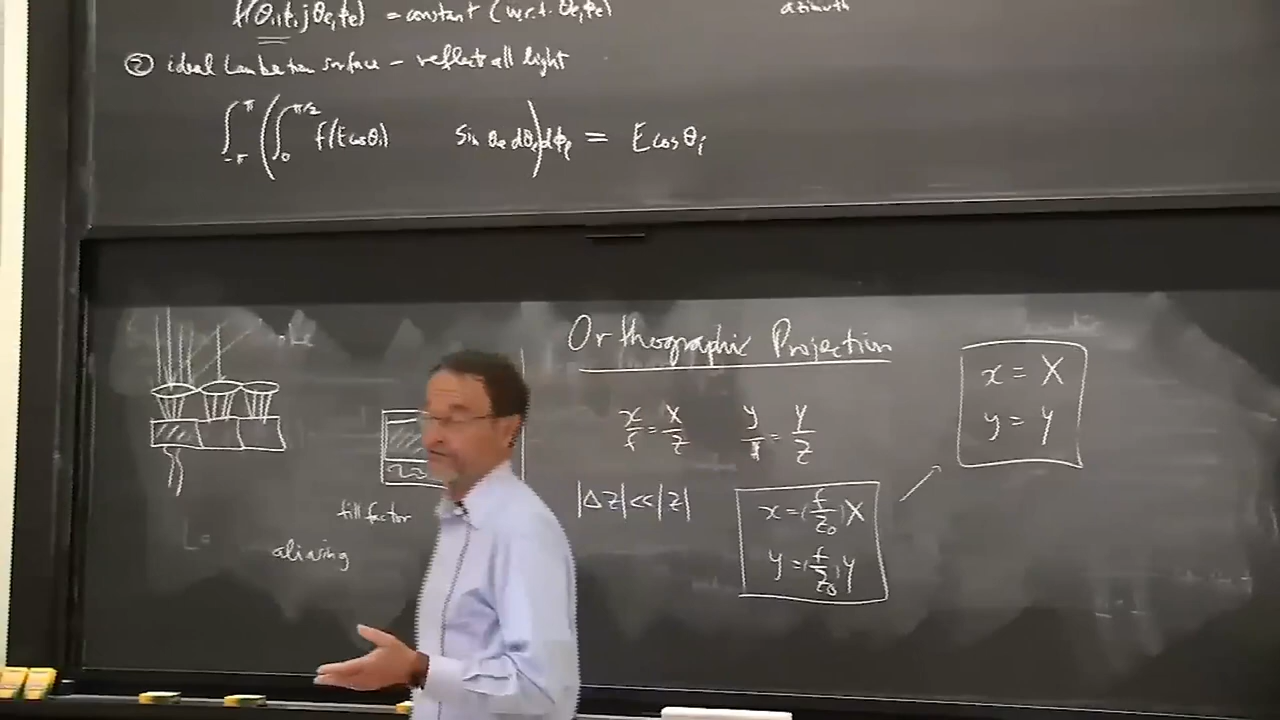 f(θᵢ, φᵢ; θₑ, φₑ) = constant (w.r.t. θₑ, φₑ)
azimuth
② ideal Lambertian surface – reflect all light
∫_{-π}^{π} (∫_0^{π/2} f(E cos θᵢ) sin θₑ dθₑ) dφₑ = E cos θᵢ
Orthographic Projection
x/f = X/Z y/f = Y/Z
|ΔZ| << |Z|
x = (f/Z₀) X
y = (f/Z₀) Y
x = X
y = Y
fill factor
aliasing